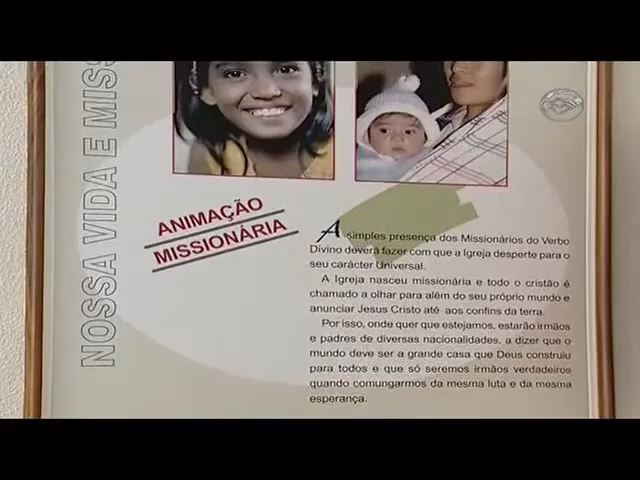 NOSSA VIDA E MISS
ANIMAÇÃO
MISSIONÁRIA
A simples presença dos Missionários do Verbo
Divino deverá fazer com que a Igreja desperte para o
seu carácter Universal.
A Igreja nasceu missionária e todo o cristão é
chamado a olhar para além do seu próprio mundo e
anunciar Jesus Cristo até aos confins da terra.
Por isso, onde quer que estejamos, estarão irmãos
e padres de diversas nacionalidades, a dizer que o
mundo deve ser a grande casa que Deus construiu
para todos e que só seremos irmãos verdadeiros
quando comungarmos da mesma luta e da mesma
esperança.